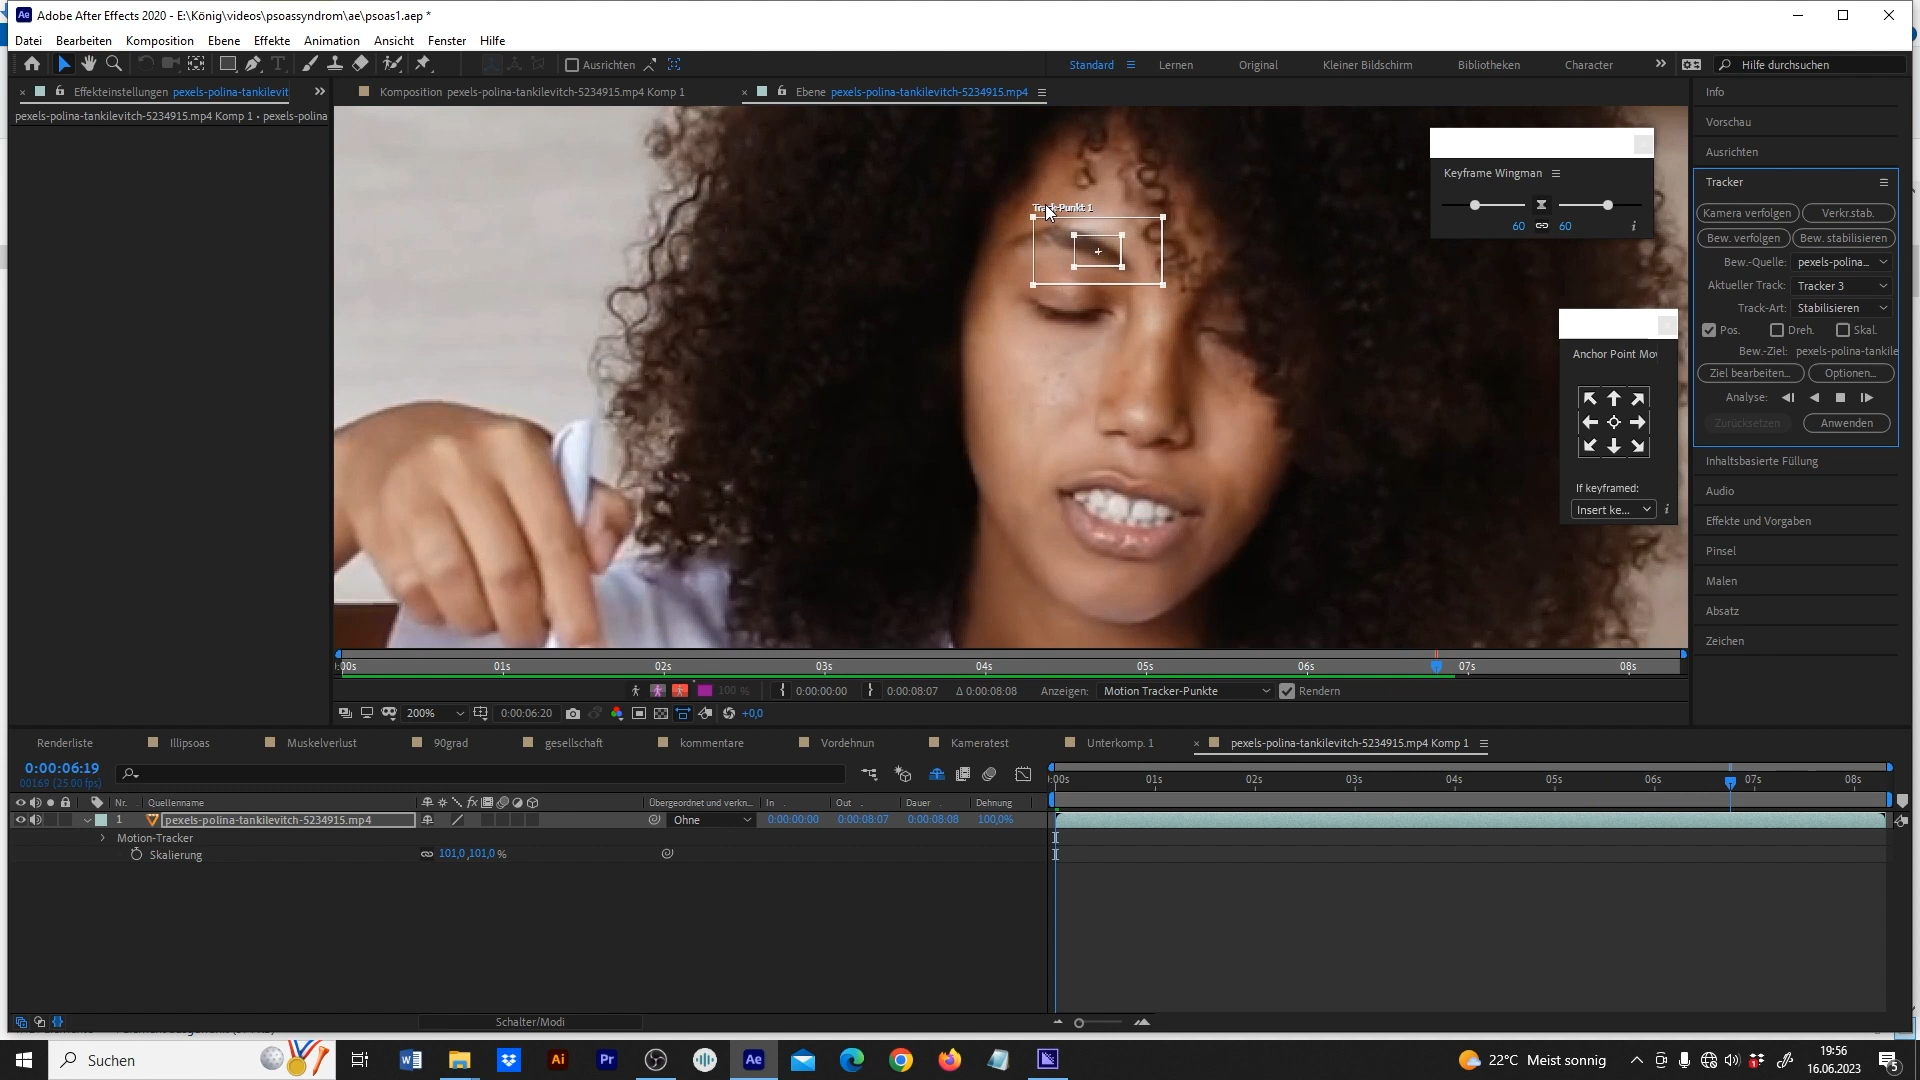 Adobe After Effects 2020 - E:\König\videos\psoassyndrom\ae\psoas1.aep *
Datei Bearbeiten Komposition Ebene Effekte Animation Ansicht Fenster Hilfe
Ausrichten Standard Lernen Original Kleiner Bildschirm Bibliotheken Character Hilfe durchsuchen
Effekteinstellungen pexels-polina-tankilevit
Komposition pexels-polina-tankilevitch-5234915.mp4 Komp 1
Ebene pexels-polina-tankilevitch-5234915.mp4
pexels-polina-tankilevitch-5234915.mp4 Komp 1 • pexels-polina
Track-Punkt 1
Keyframe Wingman
60 60 i
Anchor Point Mov
If keyframed:
Insert ke... i
Info
Vorschau
Ausrichten
Tracker
Kamera verfolgen Verkr.stab.
Bew. verfolgen Bew. stabilisieren
Bew.-Quelle: pexels-polina...
Aktueller Track: Tracker 3
Track-Art: Stabilisieren
Pos. Dreh. Skal.
Bew.-Ziel: pexels-polina-tankile
Ziel bearbeiten... Optionen...
Analyse:
Zurücksetzen Anwenden
Inhaltsbasierte Füllung
Audio
Effekte und Vorgaben
Pinsel
Malen
Absatz
Zeichen
:00s 01s 02s 03s 04s 05s 06s 07s 08s
100 % 0:00:00:00 0:00:08:07 Δ 0:00:08:08 Anzeigen: Motion Tracker-Punkte Rendern
200% 0:00:06:20 +0,0
Renderliste Illipsoas Muskelverlust 90grad gesellschaft kommentare Vordehnun Kameratest Unterkomp. 1 pexels-polina-tankilevitch-5234915.mp4 Komp 1
0:00:06:19
00169 (25.00 fps)
:00s 01s 02s 03s 04s 05s 06s 07s 08s
Nr. Quellenname fx Übergeordnet und verkn... In Out Dauer Dehnung
1 pexels-polina-tankilevitch-5234915.mp4 Ohne 0:00:00:00 0:00:08:07 0:00:08:08 100,0%
Motion-Tracker
Skalierung 101,0,101,0 %
Schalter/Modi
Suchen
22°C Meist sonnig
19:56
16.06.2023
5